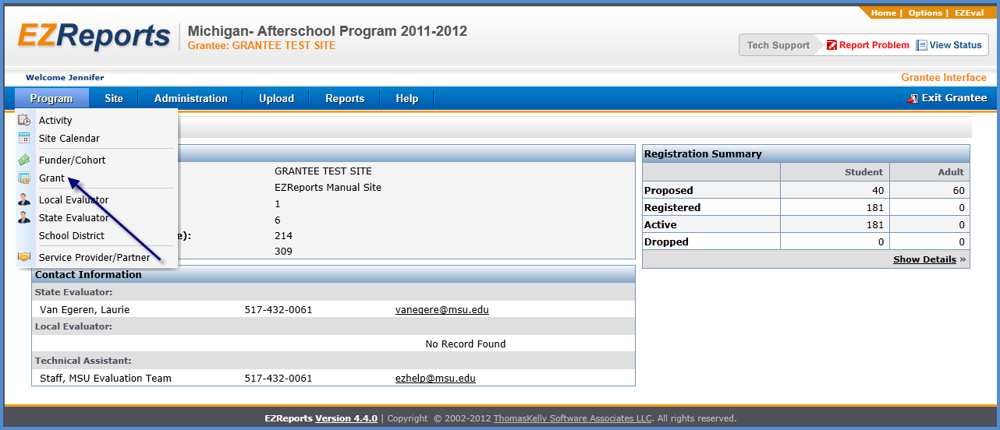 Home | Options | EZEval
EZReports
Michigan- Afterschool Program 2011-2012
Grantee: GRANTEE TEST SITE
Tech Support Report Problem View Status
Welcome Jennifer
Grantee Interface
Program Site Administration Upload Reports Help Exit Grantee
Activity
Site Calendar
Funder/Cohort
Grant
Local Evaluator
State Evaluator
School District
Service Provider/Partner
GRANTEE TEST SITE
EZReports Manual Site
1
6
e): 214
309
Registration Summary
Student Adult
Proposed 40 60
Registered 181 0
Active 181 0
Dropped 0 0
Show Details »
Contact Information
State Evaluator:
Van Egeren, Laurie 517-432-0061 vanegere@msu.edu
Local Evaluator:
No Record Found
Technical Assistant:
Staff, MSU Evaluation Team 517-432-0061 ezhelp@msu.edu
EZReports Version 4.4.0 | Copyright © 2002-2012 ThomasKelly Software Associates LLC. All rights reserved.